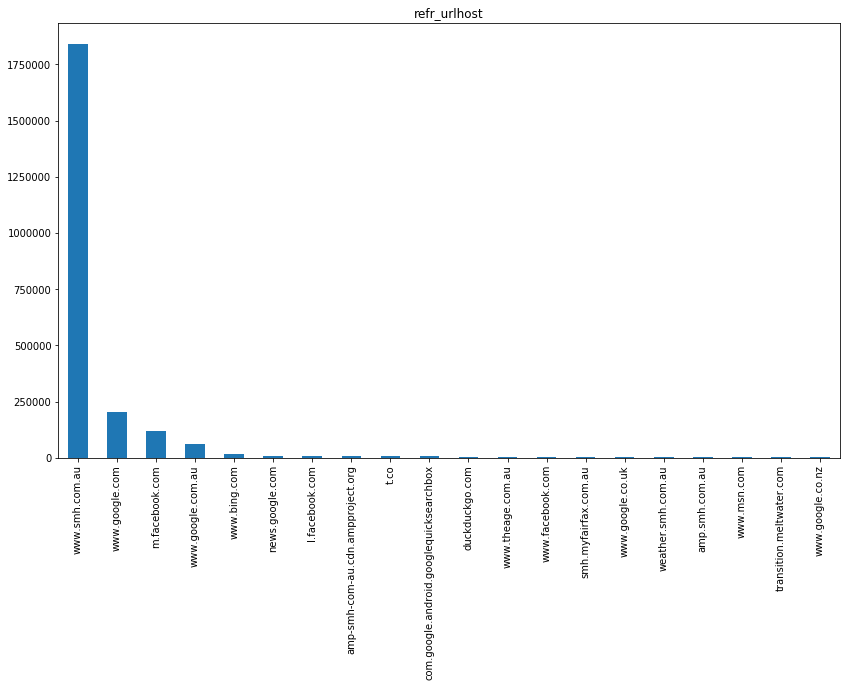 refr_urlhost
1750000
1500000
1250000
1000000
750000
500000
250000
0
www.smh.com.au
www.google.com
m.facebook.com
www.google.com.au
www.bing.com
news.google.com
l.facebook.com
amp-smh-com-au.cdn.ampproject.org
t.co
com.google.android.googlequicksearchbox
duckduckgo.com
www.theage.com.au
www.facebook.com
smh.myfairfax.com.au
www.google.co.uk
weather.smh.com.au
amp.smh.com.au
www.msn.com
transition.meltwater.com
www.google.co.nz